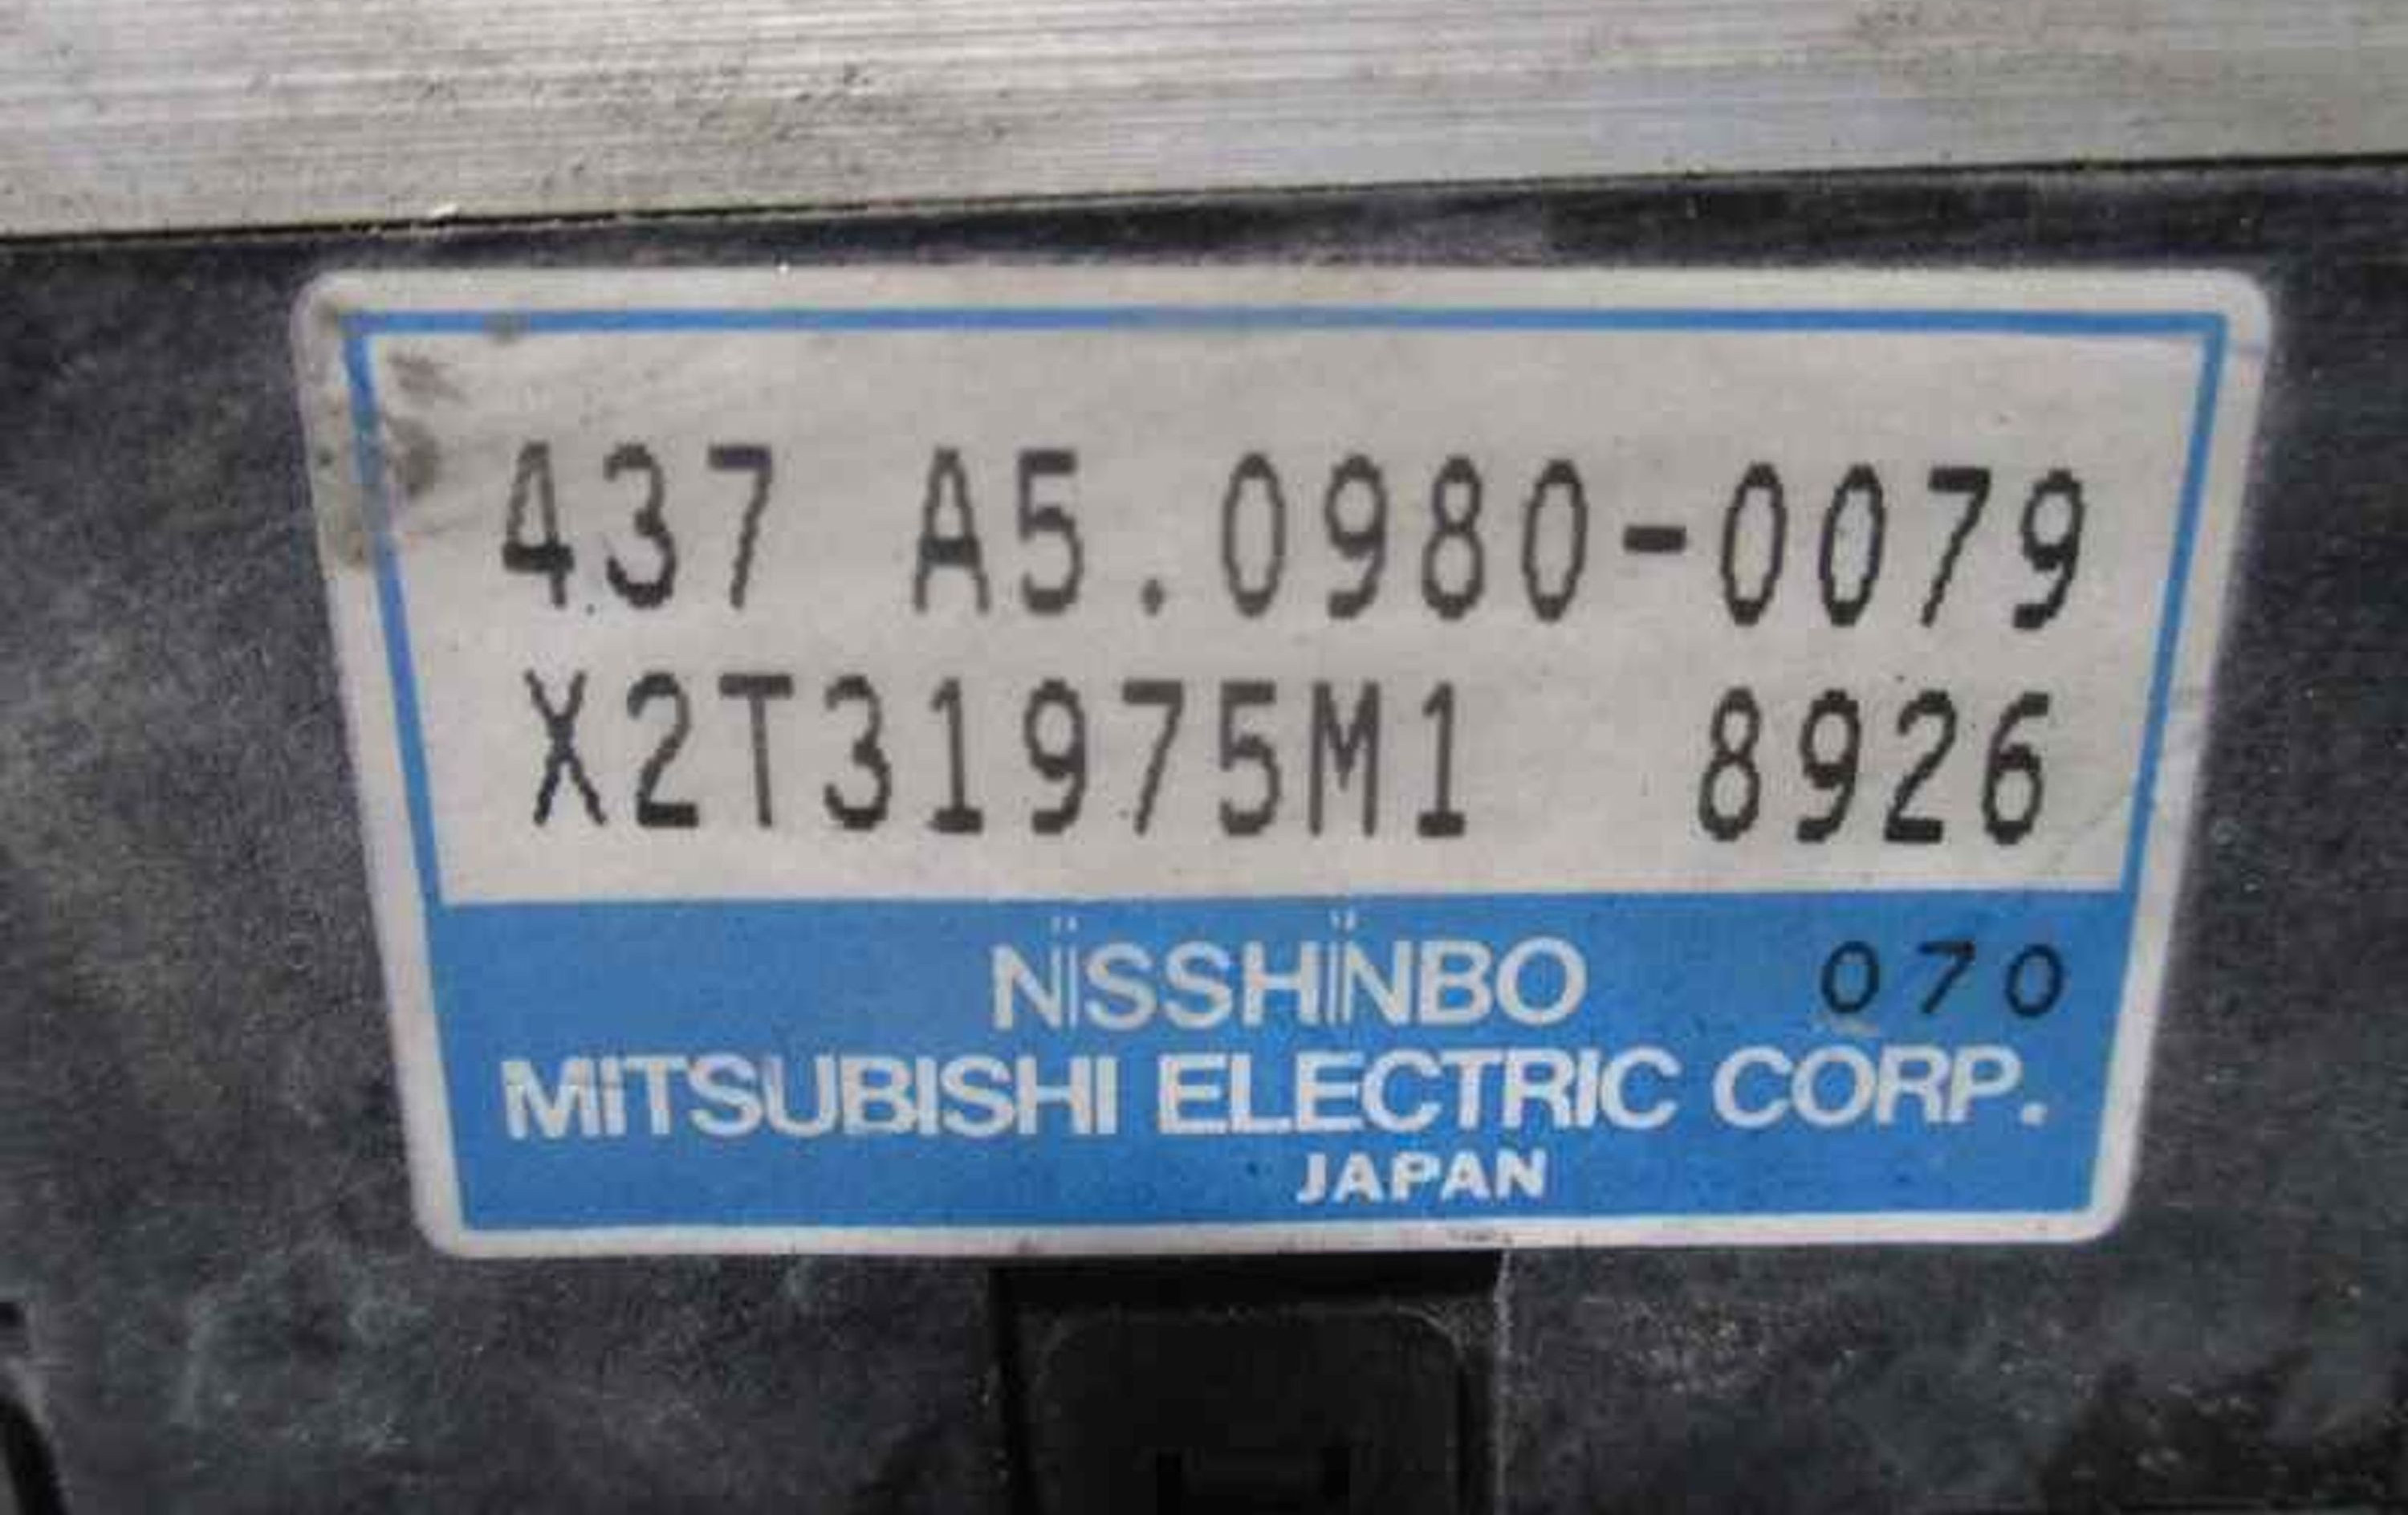 437 A5.0980-0079
X2T31975M1 8926
NISSHINBO 070
MITSUBISHI ELECTRIC CORP.
JAPAN